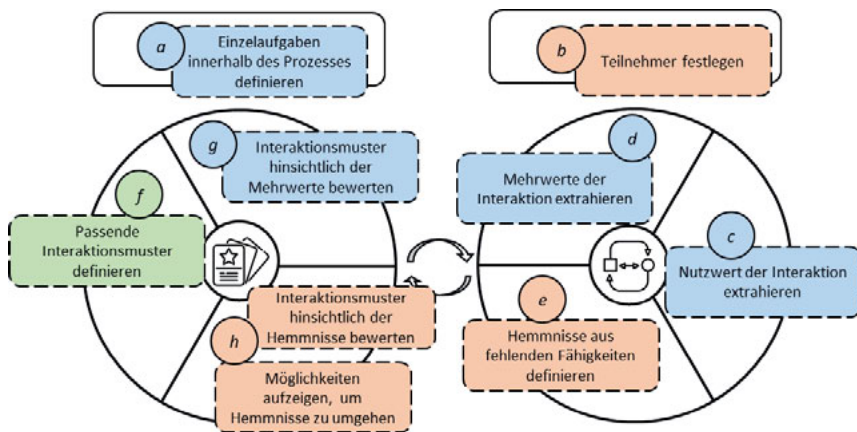 a
Einzelaufgaben
innerhalb des Prozesses
definieren
b
Teilnehmer festlegen
g
Interaktionsmuster
hinsichtlich der
Mehrwerte bewerten
d
Mehrwerte der
Interaktion extrahieren
f
Passende
Interaktionsmuster
definieren
c
Nutzwert der Interaktion
extrahieren
h
Interaktionsmuster
hinsichtlich der
Hemmnisse bewerten
Möglichkeiten
aufzeigen, um
Hemmnisse zu umgehen
e
Hemmnisse aus
fehlenden Fähigkeiten
definieren